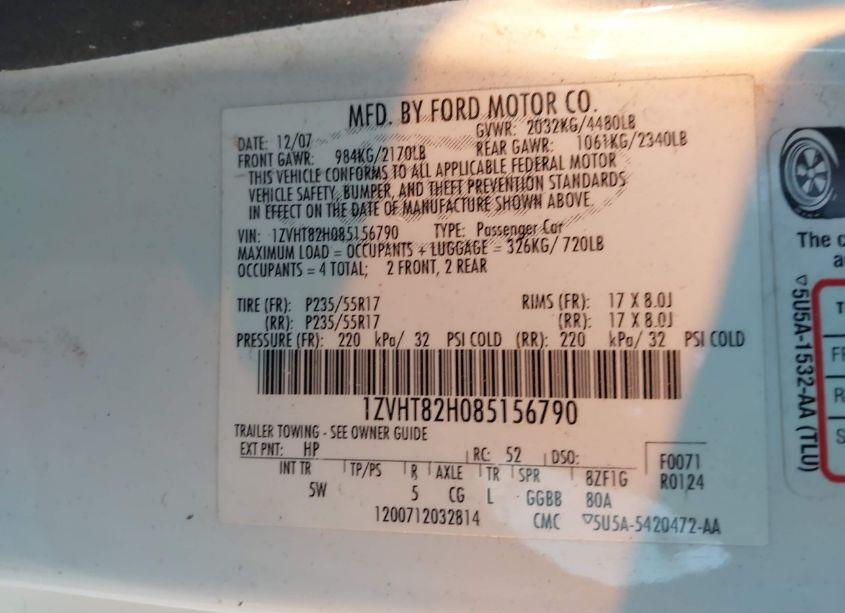 MFD. BY FORD MOTOR CO.
DATE: 12/07 GVWR: 2032KG/4480LB
FRONT GAWR: 984KG/2170LB REAR GAWR: 1061KG/2340LB
THIS VEHICLE CONFORMS TO ALL APPLICABLE FEDERAL MOTOR
VEHICLE SAFETY, BUMPER, AND THEFT PREVENTION STANDARDS
IN EFFECT ON THE DATE OF MANUFACTURE SHOWN ABOVE.
VIN: 1ZVHT82H085156790 TYPE: Passenger Car
MAXIMUM LOAD = OCCUPANTS + LUGGAGE = 326KG/ 720LB
OCCUPANTS = 4 TOTAL; 2 FRONT, 2 REAR
TIRE (FR): P235/55R17 RIMS (FR): 17 X 8.0J
(RR): P235/55R17 (RR): 17 X 8.0J
PRESSURE (FR): 220 kPa/ 32 PSI COLD (RR): 220 kPa/ 32 PSI COLD
1ZVHT82H085156790
TRAILER TOWING - SEE OWNER GUIDE
EXT PNT: HP RC: 52 DSO: F0071
INT TR TP/PS R AXLE TR SPR 8ZF1G R0124
5W 5 CG L GGBB 80A
1200712032814 CMC 5U5A-5420472-AA
The c
a
5U5A-1532-AA (TLU)
T
F
R
S